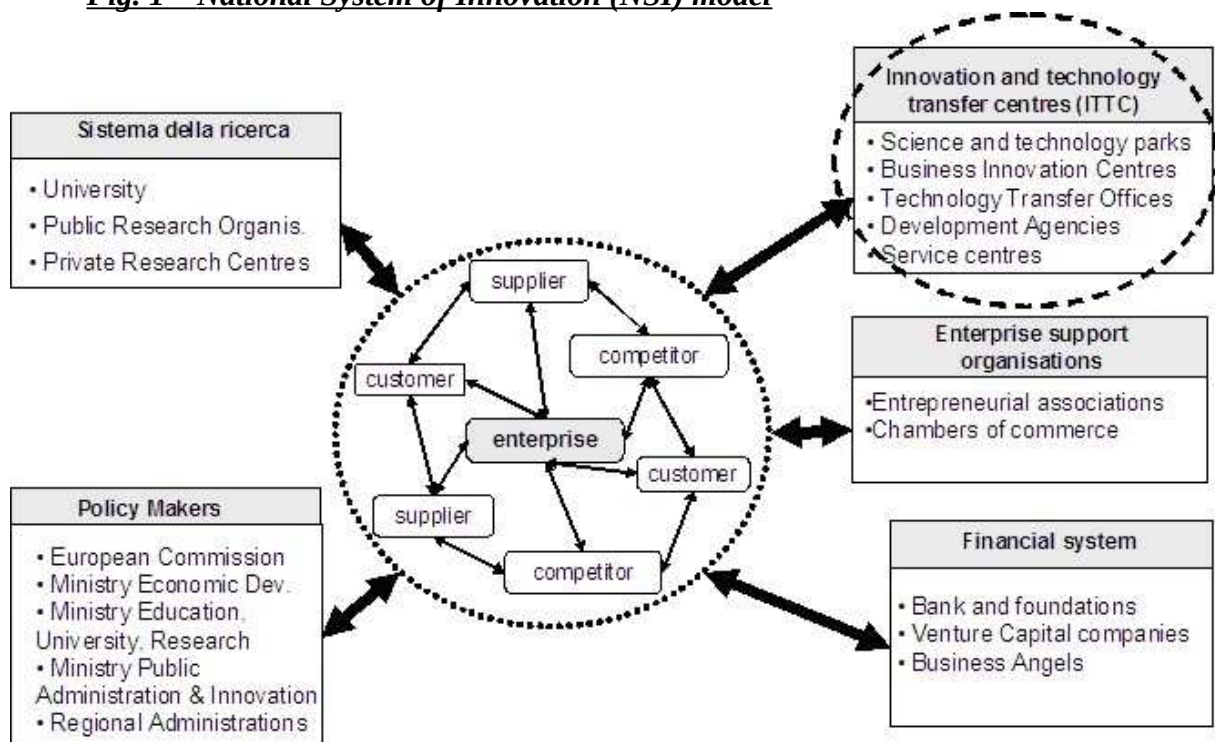 Fig. 1 – National System of Innovation (NSI) model
Sistema della ricerca
• University
• Public Research Organis.
• Private Research Centres
Innovation and technology
transfer centres (ITTC)
• Science and technology parks
• Business Innovation Centres
• Technology Transfer Offices
• Development Agencies
• Service centres
supplier
competitor
customer
enterprise
customer
supplier
competitor
Enterprise support
organisations
•Entrepreneurial associations
•Chambers of commerce
Policy Makers
• European Commission
• Ministry Economic Dev.
• Ministry Education,
University, Research
• Ministry Public
Administration & Innovation
• Regional Administrations
Financial system
• Bank and foundations
• Venture Capital companies
• Business Angels